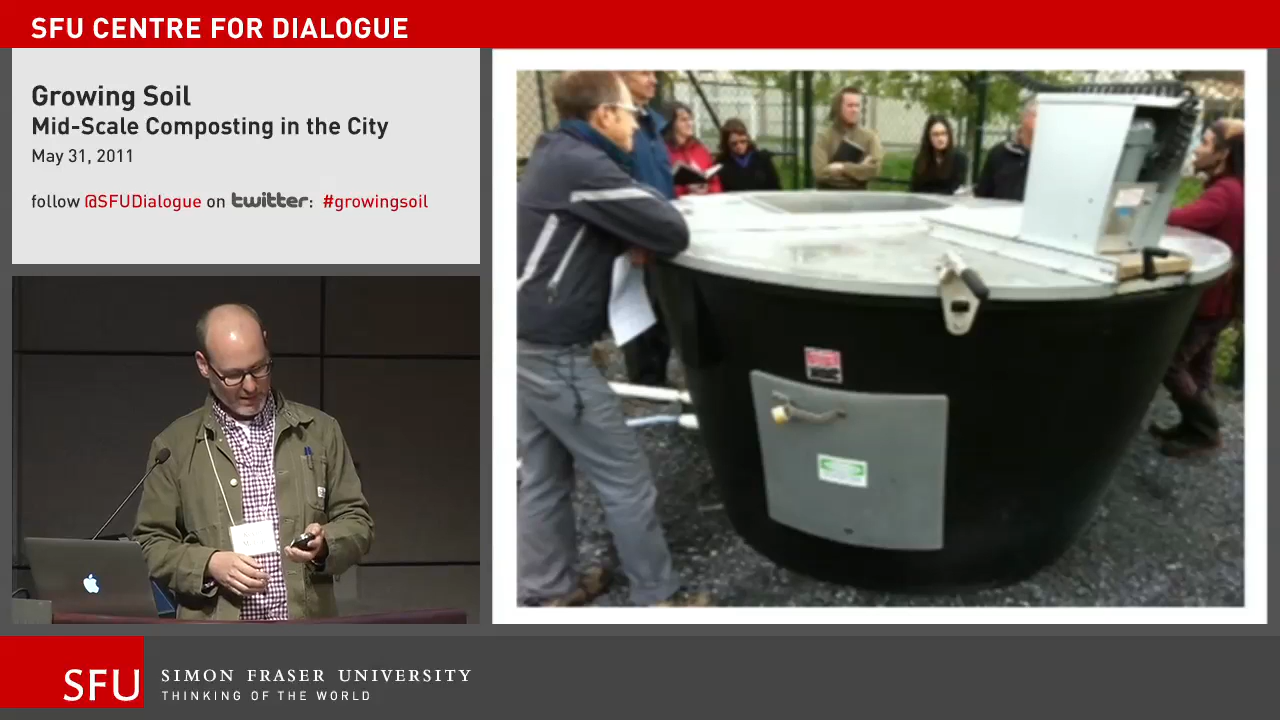 SFU CENTRE FOR DIALOGUE
Growing Soil
Mid-Scale Composting in the City
May 31, 2011
follow @SFUDialogue on twitter: #growingsoil
SFU
SIMON FRASER UNIVERSITY
THINKING OF THE WORLD